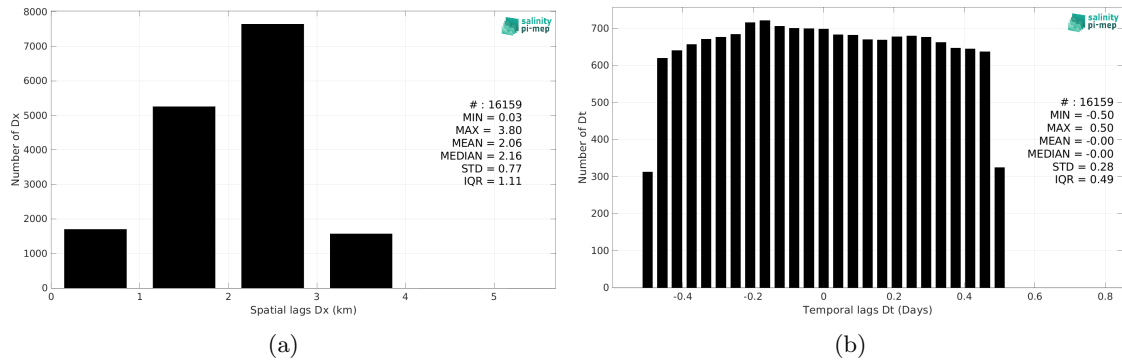 8000
7000
6000
5000
4000
3000
2000
1000
0
Number of Dx
0 1 2 3 4 5
Spatial lags Dx (km)
salinity
pi-mep
# : 16159
MIN = 0.03
MAX = 3.80
MEAN = 2.06
MEDIAN = 2.16
STD = 0.77
IQR = 1.11
(a)
700
600
500
400
300
200
100
0
Number of Dt
-0.4 -0.2 0 0.2 0.4 0.6 0.8
Temporal lags Dt (Days)
salinity
pi-mep
# : 16159
MIN = -0.50
MAX = 0.50
MEAN = -0.00
MEDIAN = -0.00
STD = 0.28
IQR = 0.49
(b)